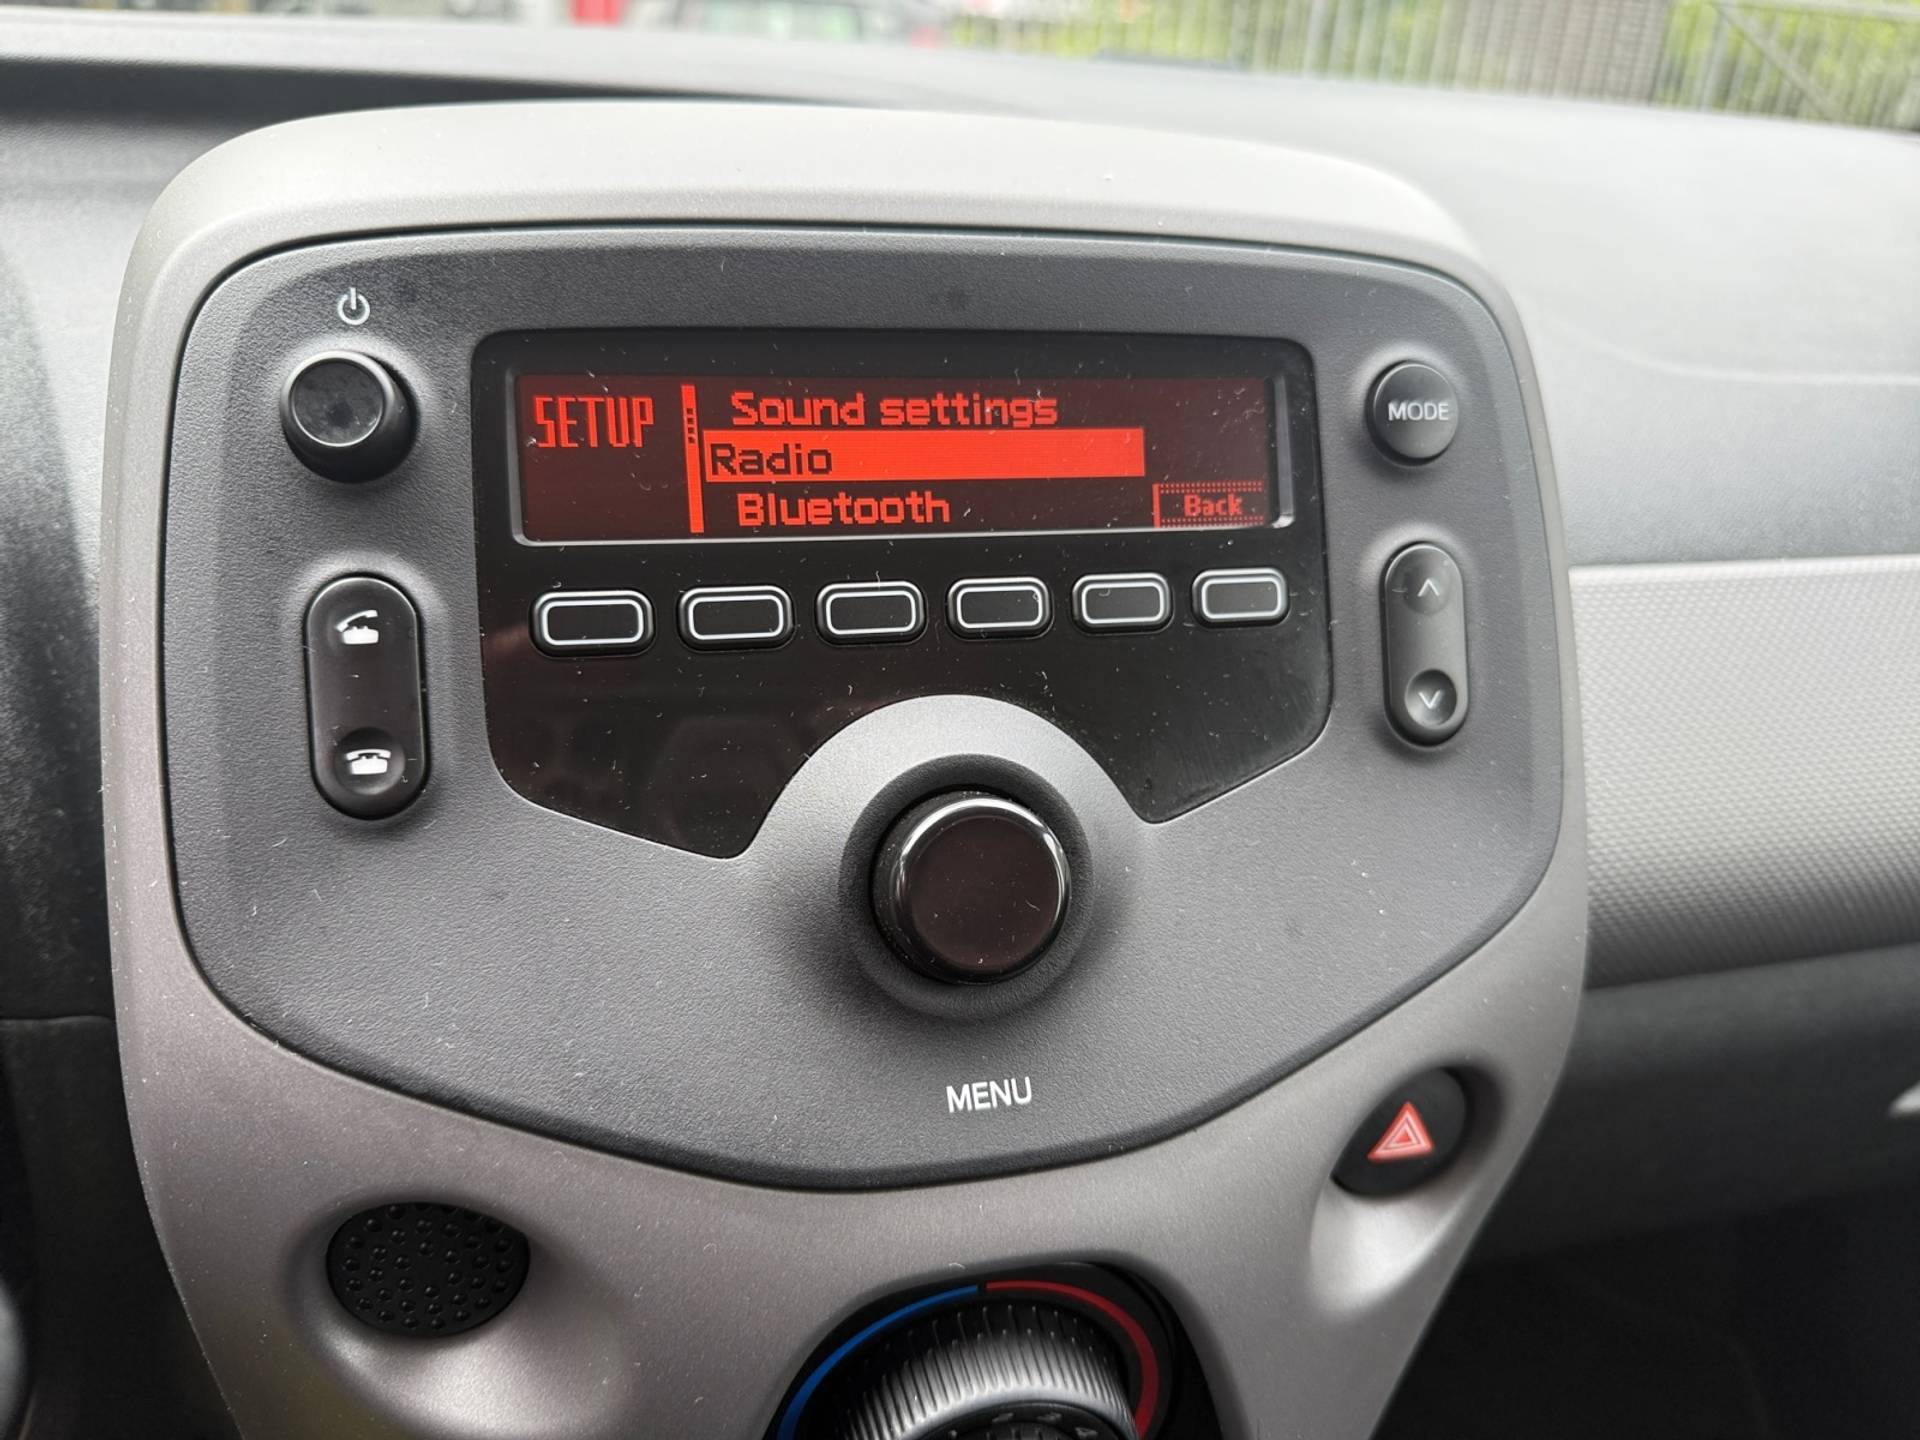 SETUP
Sound settings
Radio
Bluetooth
Back
MODE
MENU